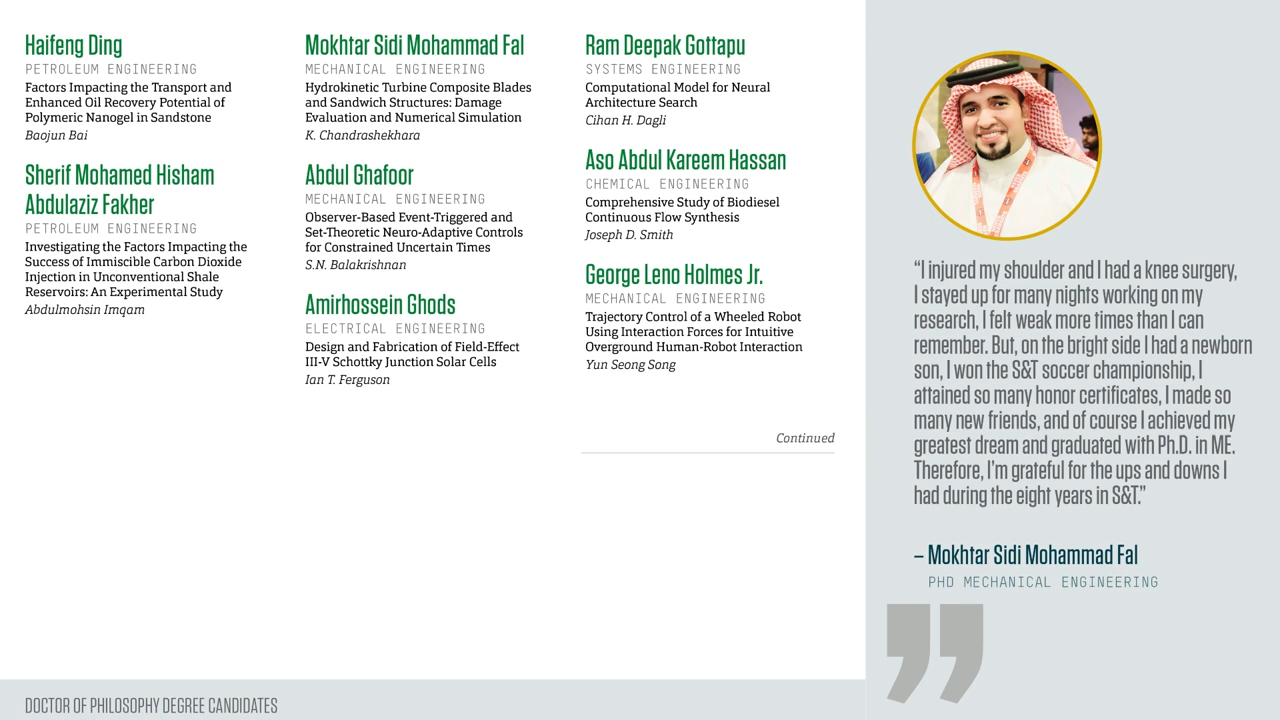 Haifeng Ding
PETROLEUM ENGINEERING
Factors Impacting the Transport and
Enhanced Oil Recovery Potential of
Polymeric Nanogel in Sandstone
Baojun Bai
Sherif Mohamed Hisham
Abdulaziz Fakher
PETROLEUM ENGINEERING
Investigating the Factors Impacting the
Success of Immiscible Carbon Dioxide
Injection in Unconventional Shale
Reservoirs: An Experimental Study
Abdulmohsin Imqam
Mokhtar Sidi Mohammad Fal
MECHANICAL ENGINEERING
Hydrokinetic Turbine Composite Blades
and Sandwich Structures: Damage
Evaluation and Numerical Simulation
K. Chandrashekhara
Abdul Ghafoor
MECHANICAL ENGINEERING
Observer-Based Event-Triggered and
Set-Theoretic Neuro-Adaptive Controls
for Constrained Uncertain Times
S.N. Balakrishnan
Amirhossein Ghods
ELECTRICAL ENGINEERING
Design and Fabrication of Field-Effect
III-V Schottky Junction Solar Cells
Ian T. Ferguson
Ram Deepak Gottapu
SYSTEMS ENGINEERING
Computational Model for Neural
Architecture Search
Cihan H. Dagli
Aso Abdul Kareem Hassan
CHEMICAL ENGINEERING
Comprehensive Study of Biodiesel
Continuous Flow Synthesis
Joseph D. Smith
George Leno Holmes Jr.
MECHANICAL ENGINEERING
Trajectory Control of a Wheeled Robot
Using Interaction Forces for Intuitive
Overground Human-Robot Interaction
Yun Seong Song
Continued
"I injured my shoulder and I had a knee surgery,
I stayed up for many nights working on my
research, I felt weak more times than I can
remember. But, on the bright side I had a newborn
son, I won the S&T soccer championship, I
attained so many honor certificates, I made so
many new friends, and of course I achieved my
greatest dream and graduated with Ph.D. in ME.
Therefore, I'm grateful for the ups and downs I
had during the eight years in S&T."
– Mokhtar Sidi Mohammad Fal
PHD MECHANICAL ENGINEERING
DOCTOR OF PHILOSOPHY DEGREE CANDIDATES